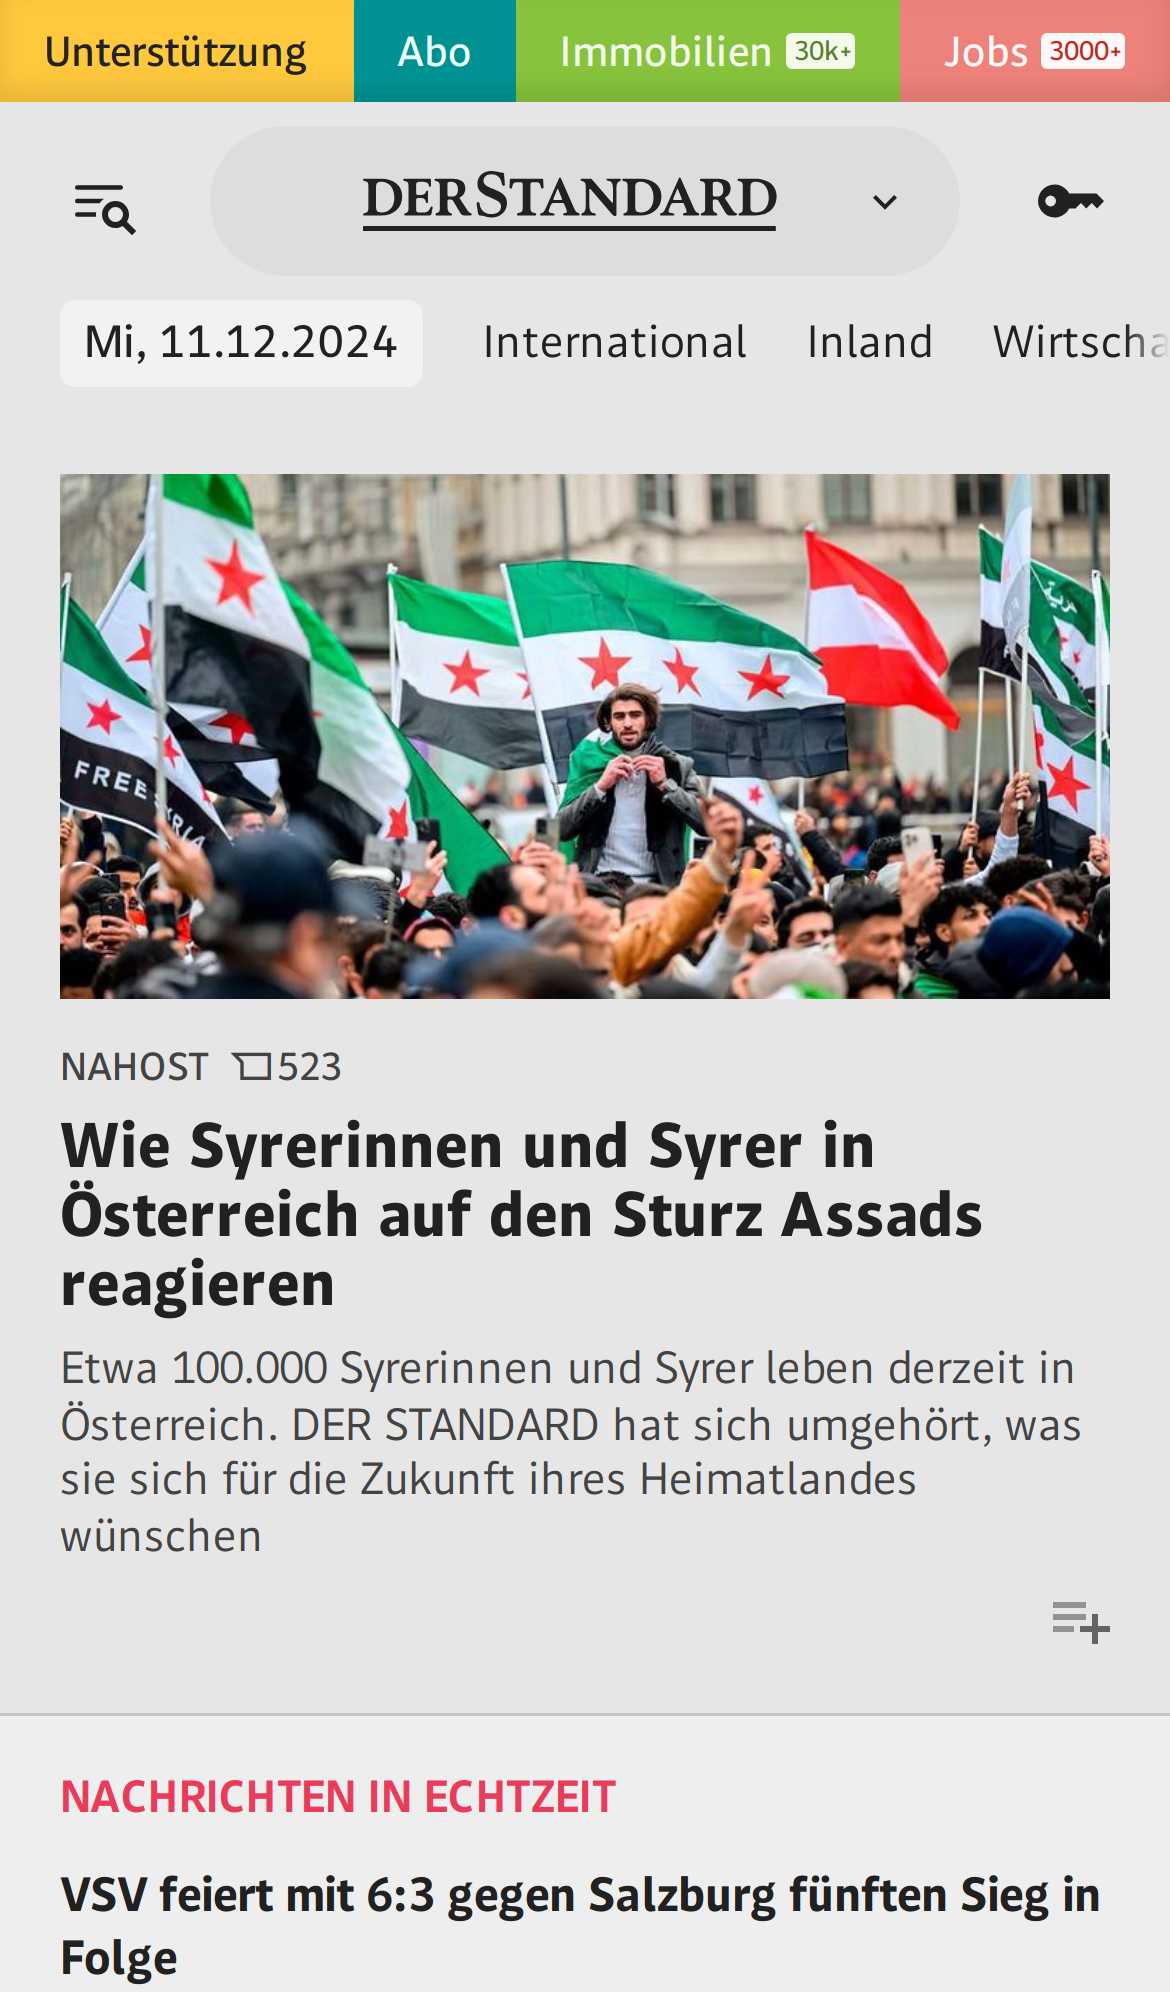 Unterstützung Abo Immobilien 30k+ Jobs 3000+
DER STANDARD
Mi, 11.12.2024 International Inland Wirtscha
FREE
NAHOST 523
Wie Syrerinnen und Syrer in
Österreich auf den Sturz Assads
reagieren
Etwa 100.000 Syrerinnen und Syrer leben derzeit in
Österreich. DER STANDARD hat sich umgehört, was
sie sich für die Zukunft ihres Heimatlandes
wünschen
NACHRICHTEN IN ECHTZEIT
VSV feiert mit 6:3 gegen Salzburg fünften Sieg in
Folge